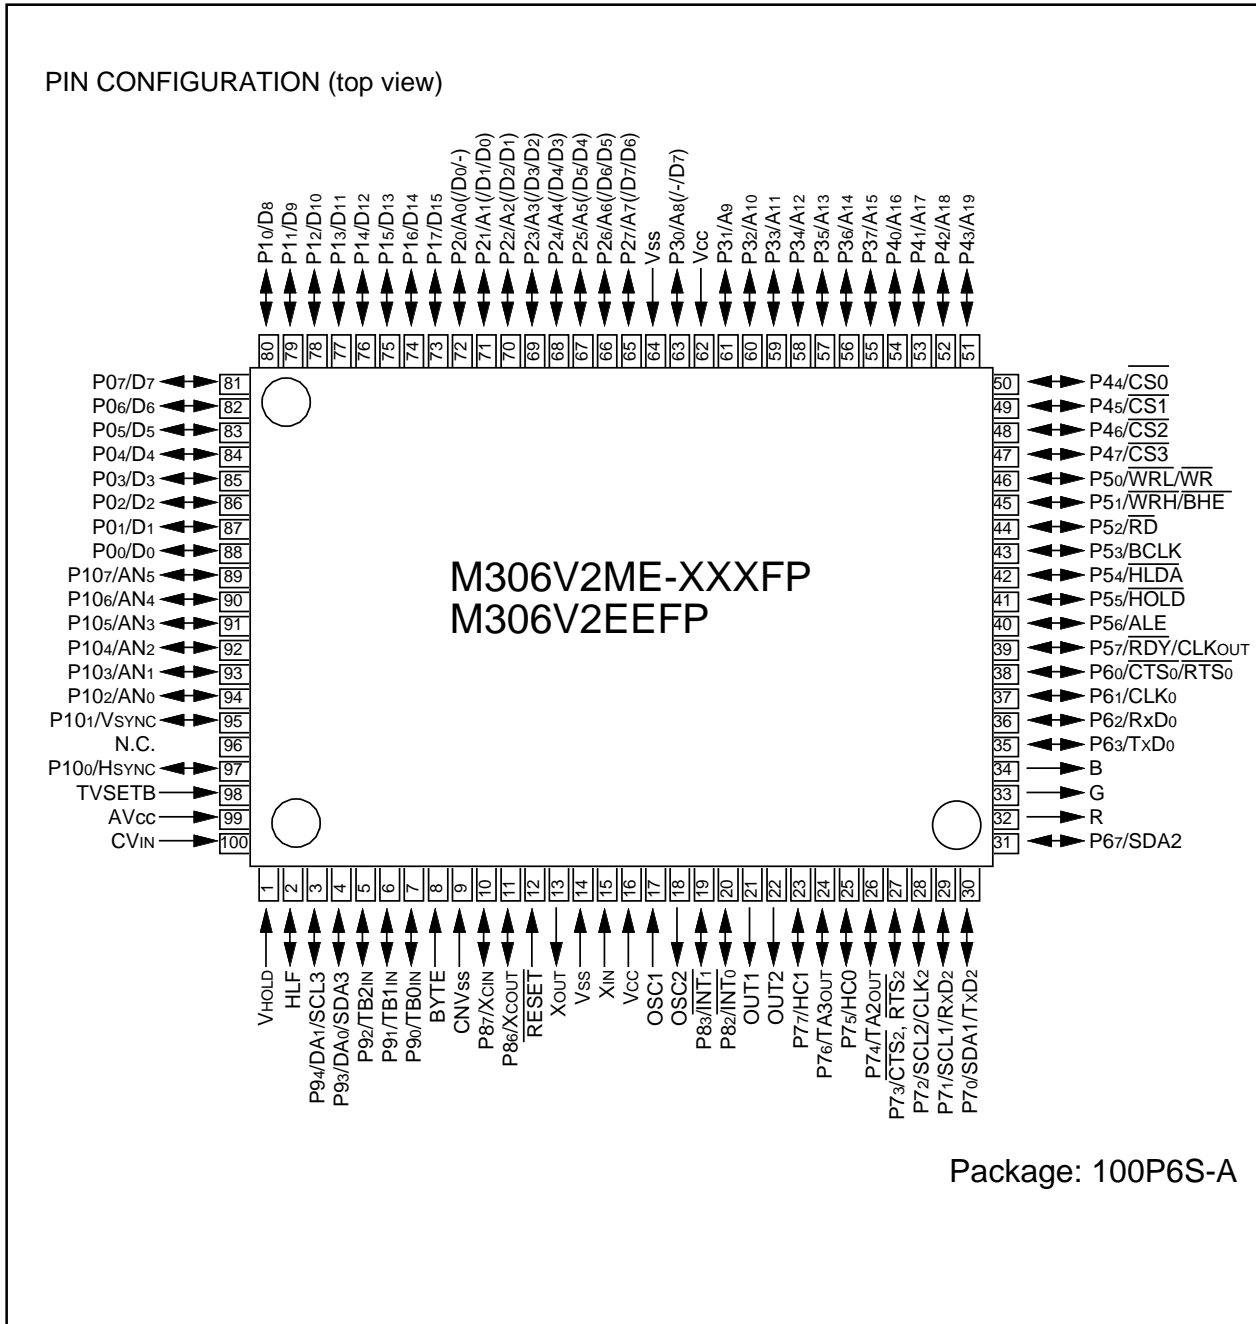 PIN CONFIGURATION (top view)
P10/D8
P11/D9
P12/D10
P13/D11
P14/D12
P15/D13
P16/D14
P17/D15
P20/A0(/D0/-)
P21/A1(/D1/D0)
P22/A2(/D2/D1)
P23/A3(/D3/D2)
P24/A4(/D4/D3)
P25/A5(/D5/D4)
P26/A6(/D6/D5)
P27/A7(/D7/D6)
Vss
P30/A8(/-/D7)
Vcc
P31/A9
P32/A10
P33/A11
P34/A12
P35/A13
P36/A14
P37/A15
P40/A16
P41/A17
P42/A18
P43/A19
80 79 78 77 76 75 74 73 72 71 70 69 68 67 66 65 64 63 62 61 60 59 58 57 56 55 54 53 52 51
P07/D7 81
P06/D6 82
P05/D5 83
P04/D4 84
P03/D3 85
P02/D2 86
P01/D1 87
P00/D0 88
P107/AN5 89
P106/AN4 90
P105/AN3 91
P104/AN2 92
P103/AN1 93
P102/AN0 94
P101/VSYNC 95
N.C. 96
P100/HSYNC 97
TVSETB 98
AVcc 99
CVIN 100
M306V2ME-XXXFP
M306V2EEFP
50 P44/CS0
49 P45/CS1
48 P46/CS2
47 P47/CS3
46 P50/WRL/WR
45 P51/WRH/BHE
44 P52/RD
43 P53/BCLK
42 P54/HLDA
41 P55/HOLD
40 P56/ALE
39 P57/RDY/CLKOUT
38 P60/CTS0/RTS0
37 P61/CLK0
36 P62/RxD0
35 P63/TxD0
34 B
33 G
32 R
31 P67/SDA2
1 2 3 4 5 6 7 8 9 10 11 12 13 14 15 16 17 18 19 20 21 22 23 24 25 26 27 28 29 30
VHOLD
HLF
P94/DA1/SCL3
P93/DA0/SDA3
P92/TB2IN
P91/TB1IN
P90/TB0IN
BYTE
CNVss
P87/XCIN
P86/XCOUT
RESET
XOUT
Vss
XIN
Vcc
OSC1
OSC2
P83/INT1
P82/INT0
OUT1
OUT2
P77/HC1
P76/TA3OUT
P75/HC0
P74/TA2OUT
P73/CTS2, RTS2
P72/SCL2/CLK2
P71/SCL1/RxD2
P70/SDA1/TxD2
Package: 100P6S-A